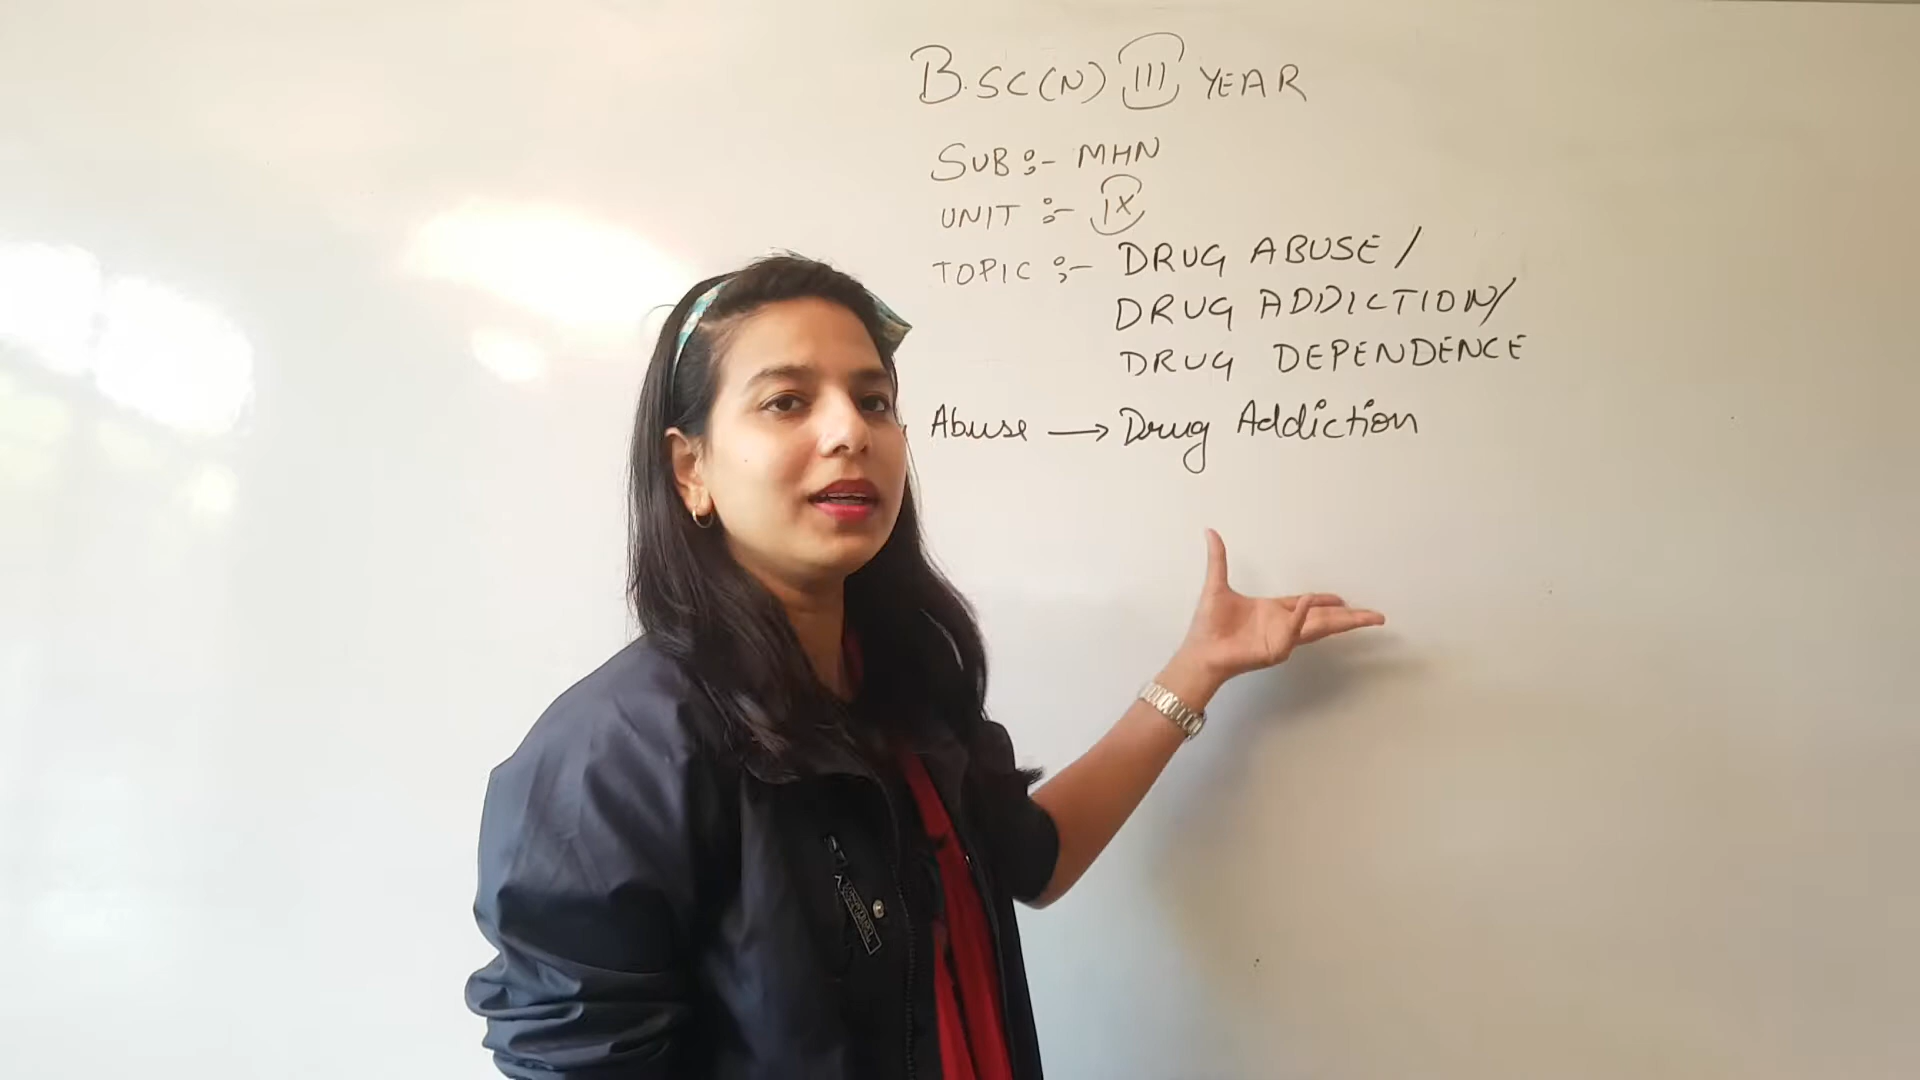 B.SC(N) III YEAR
SUB :- MHN
UNIT :- IX
TOPIC :- DRUG ABUSE /
DRUG ADDICTION/
DRUG DEPENDENCE
Abuse → Drug Addiction